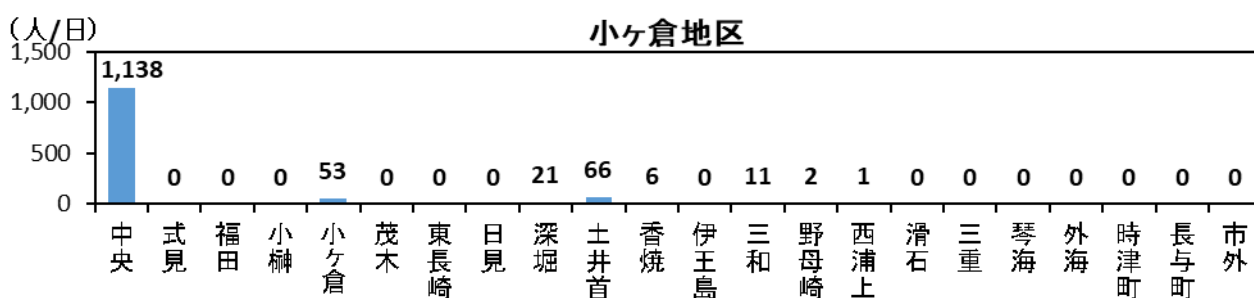 (人/日)
小ヶ倉地区
1,500
1,000
500
0
1,138 0 0 0 53 0 0 0 21 66 6 0 11 2 1 0 0 0 0 0 0 0
中央
式見
福田
小榊
小ヶ倉
茂木
東長崎
日見
深堀
土井首
香焼
伊王島
三和
野母崎
西浦上
滑石
三重
琴海
外海
時津町
長与町
市外